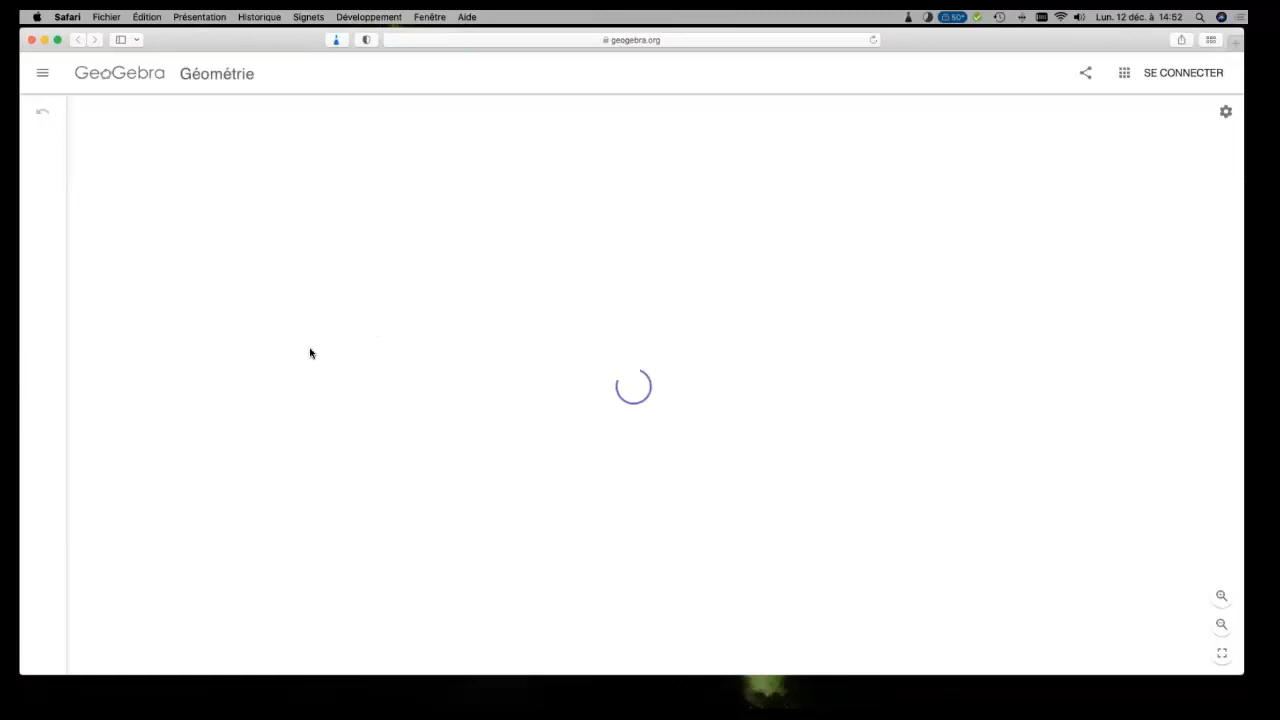 Safari Fichier Édition Présentation Historique Signets Développement Fenêtre Aide 50° Lun. 12 déc. à 14:52
geogebra.org
GeoGebra Géométrie SE CONNECTER